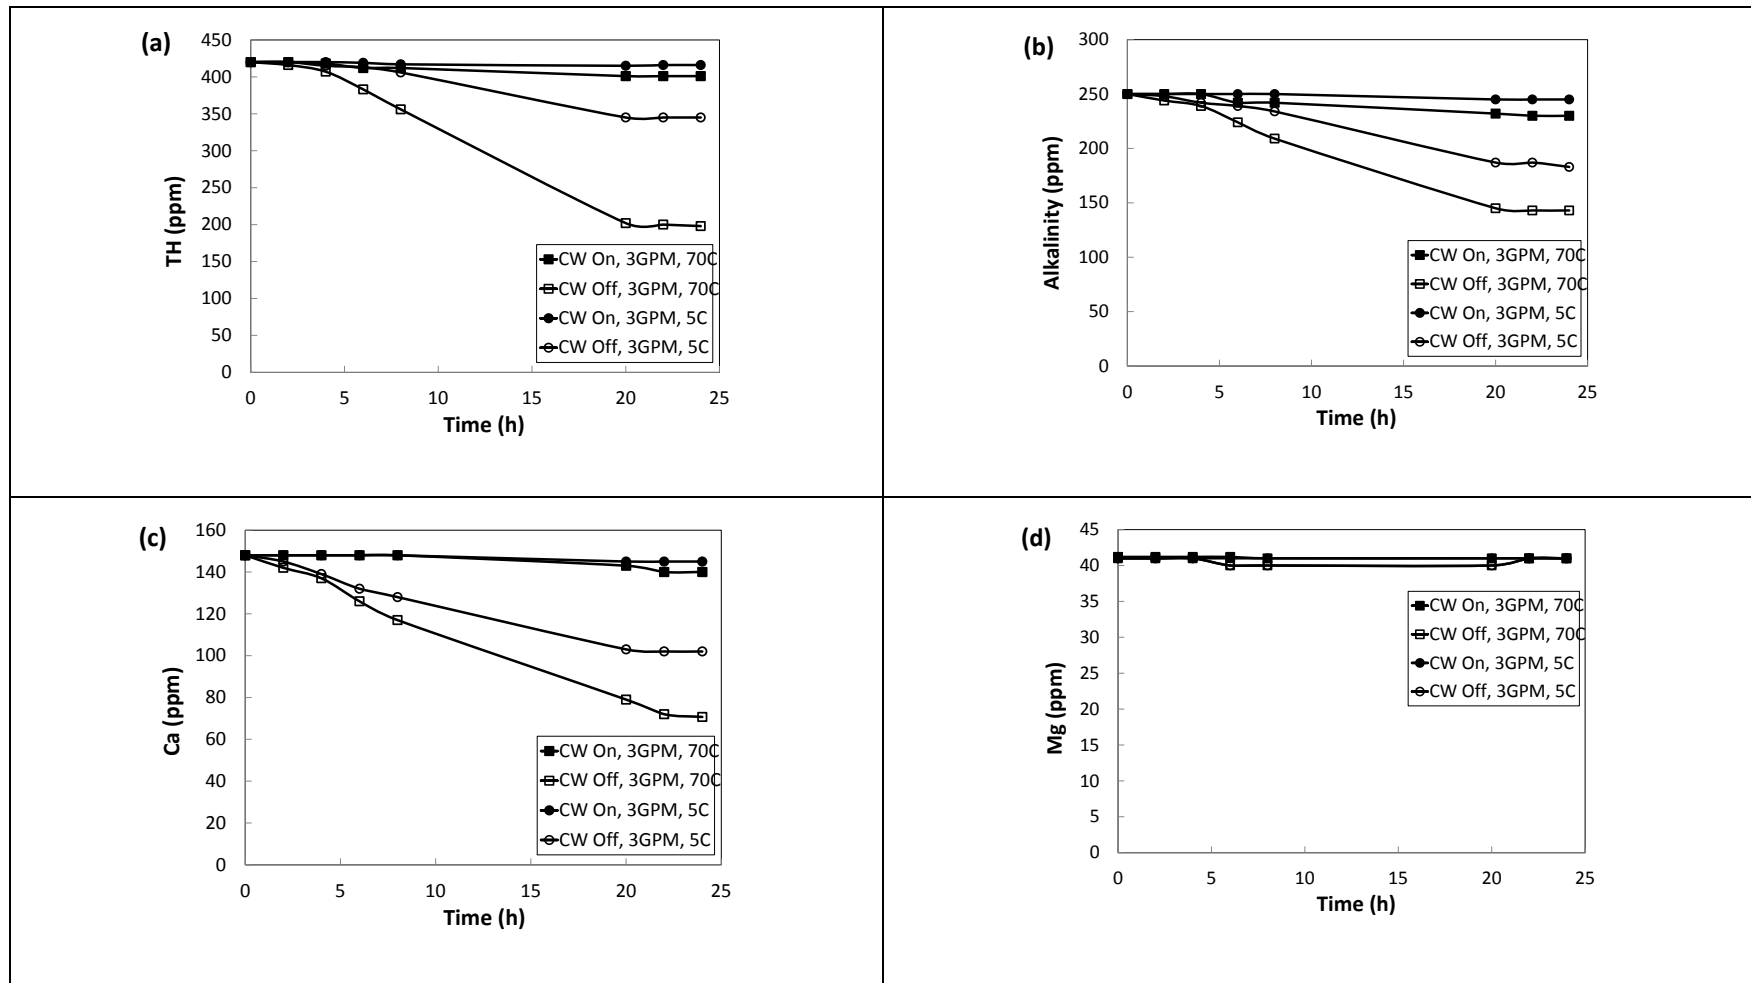 (a)
450
400
350
300
250
200
150
100
50
0
TH (ppm)
CW On, 3GPM, 70C
CW Off, 3GPM, 70C
CW On, 3GPM, 5C
CW Off, 3GPM, 5C
0 5 10 15 20 25
Time (h)
(b)
300
250
200
150
100
50
0
Alkalinity (ppm)
CW On, 3GPM, 70C
CW Off, 3GPM, 70C
CW On, 3GPM, 5C
CW Off, 3GPM, 5C
0 5 10 15 20 25
Time (h)
(c)
160
140
120
100
80
60
40
20
0
Ca (ppm)
CW On, 3GPM, 70C
CW Off, 3GPM, 70C
CW On, 3GPM, 5C
CW Off, 3GPM, 5C
0 5 10 15 20 25
Time (h)
(d)
45
40
35
30
25
20
15
10
5
0
Mg (ppm)
CW On, 3GPM, 70C
CW Off, 3GPM, 70C
CW On, 3GPM, 5C
CW Off, 3GPM, 5C
0 5 10 15 20 25
Time (h)